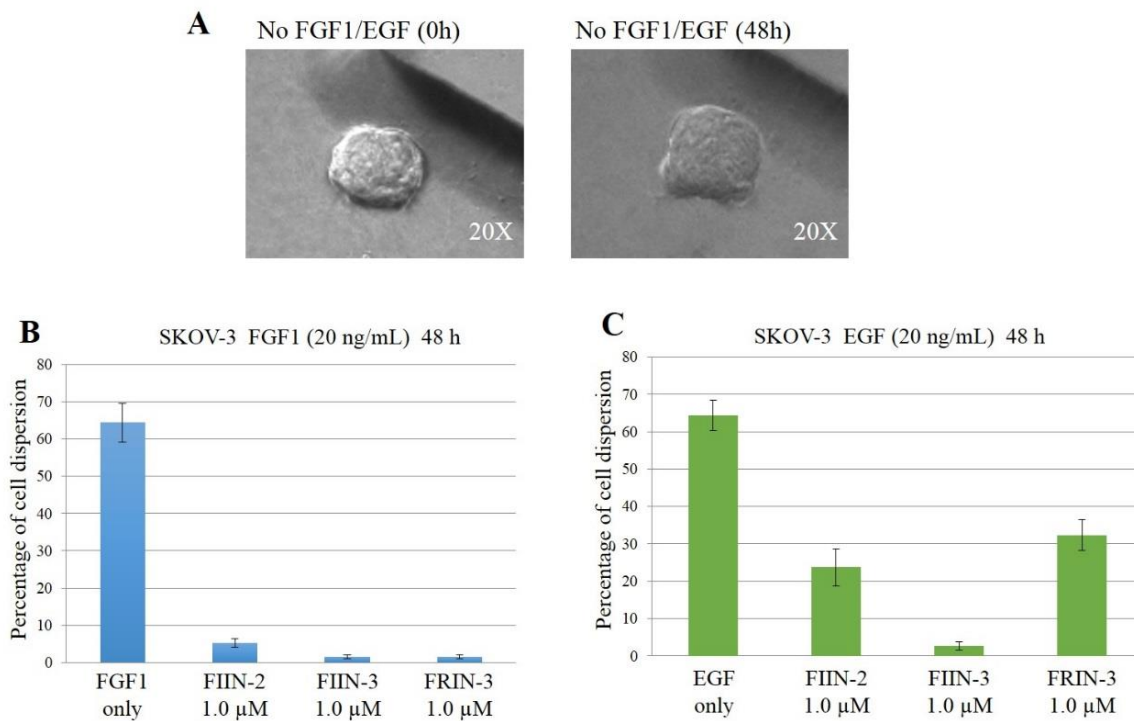 A
No FGF1/EGF (0h)
No FGF1/EGF (48h)
20X
20X
B
SKOV-3 FGF1 (20 ng/mL) 48 h
Percentage of cell dispersion
80
70
60
50
40
30
20
10
0
FGF1 only
FIIN-2 1.0 µM
FIIN-3 1.0 µM
FRIN-3 1.0 µM
C
SKOV-3 EGF (20 ng/mL) 48 h
Percentage of cell dispersion
80
70
60
50
40
30
20
10
0
EGF only
FIIN-2 1.0 µM
FIIN-3 1.0 µM
FRIN-3 1.0 µM